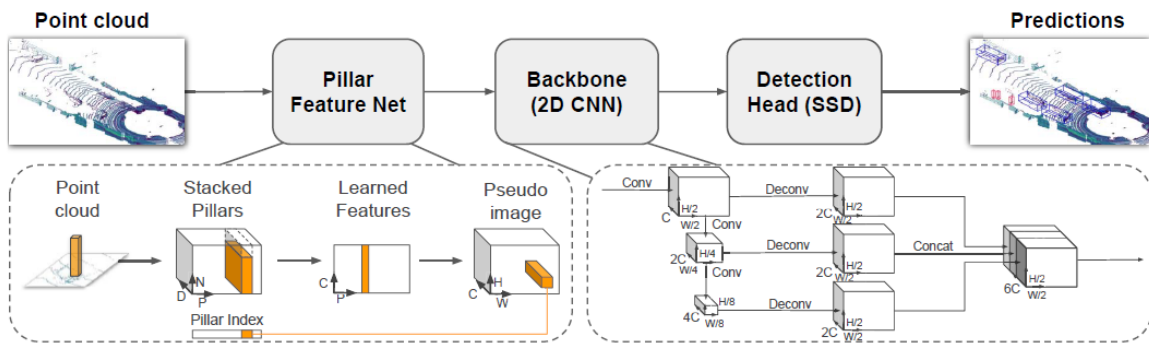 Point cloud
Predictions
Pillar
Feature Net
Backbone
(2D CNN)
Detection
Head (SSD)
Point
cloud
Stacked
Pillars
Learned
Features
Pseudo
image
N
D
P
C
P
H
C
W
Pillar Index
Conv
C
H/2
W/2
Conv
2C
H/4
W/4
Conv
4C
H/8
W/8
Deconv
2C
H/2
W/2
Deconv
2C
H/2
W/2
Deconv
2C
H/2
W/2
Concat
6C
H/2
W/2